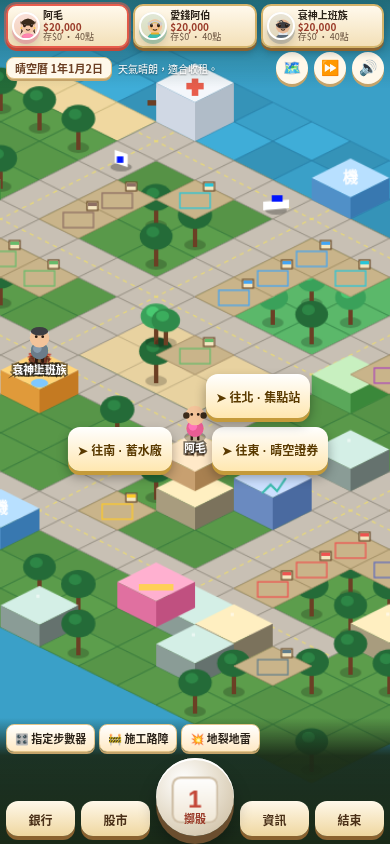 阿毛
$20,000
存$0 · 40點
愛錢阿伯
$20,000
存$0 · 40點
衰神上班族
$20,000
存$0 · 40點
晴空曆 1年1月2日
天氣晴朗，適合收租。
機
衰神上班族
➤ 往北 · 集點站
➤ 往南 · 蓄水廠
➤ 往東 · 晴空證券
阿毛
機
指定步數器
施工路障
地裂地雷
1
擲骰
銀行
股市
資訊
結束